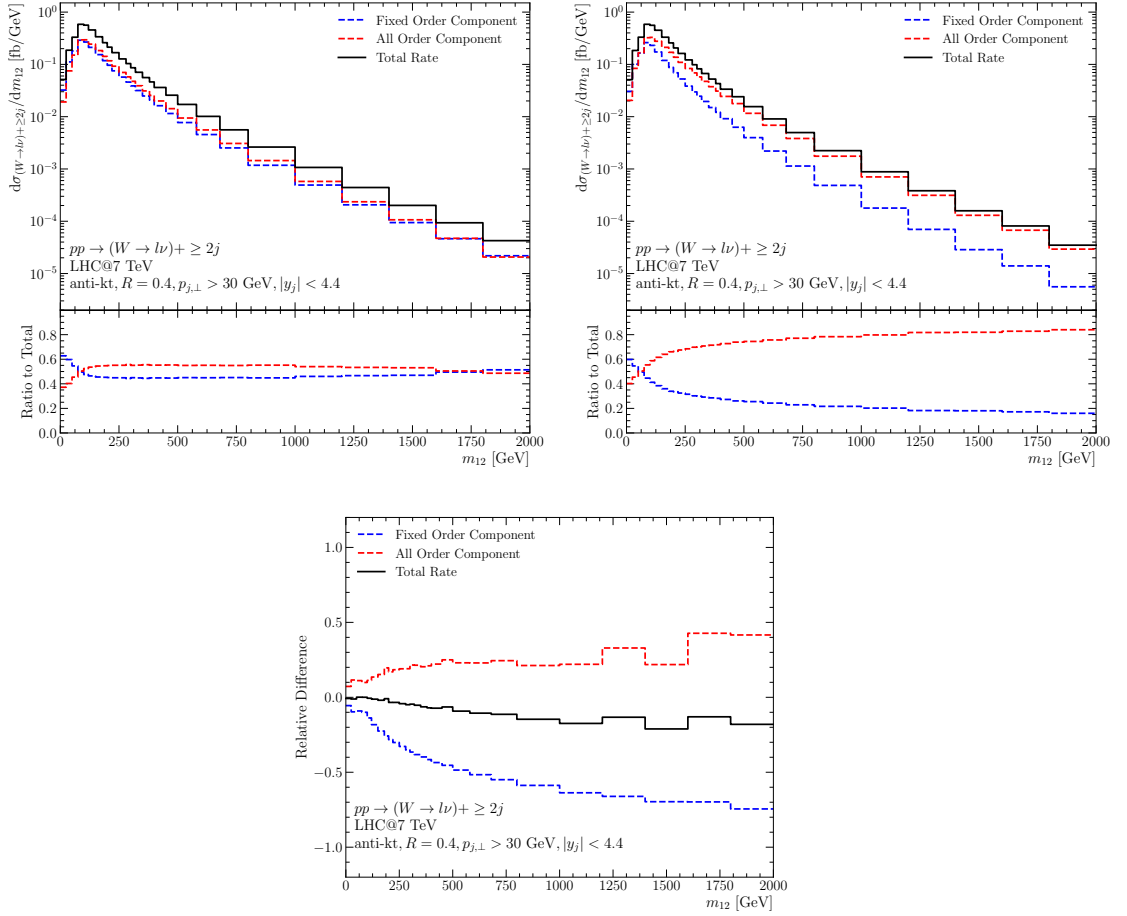 dσ(W→lν)+≥2j/dm12 [fb/GeV]
10⁰
10⁻¹
10⁻²
10⁻³
10⁻⁴
10⁻⁵
Fixed Order Component
All Order Component
Total Rate
pp → (W → lν)+ ≥ 2j
LHC@7 TeV
anti-kt, R = 0.4, pj,⊥ > 30 GeV, |yj| < 4.4
Ratio to Total
0.8
0.6
0.4
0.2
0.0
0 250 500 750 1000 1250 1500 1750 2000
m12 [GeV]
dσ(W→lν)+≥2j/dm12 [fb/GeV]
10⁰
10⁻¹
10⁻²
10⁻³
10⁻⁴
10⁻⁵
Fixed Order Component
All Order Component
Total Rate
pp → (W → lν)+ ≥ 2j
LHC@7 TeV
anti-kt, R = 0.4, pj,⊥ > 30 GeV, |yj| < 4.4
Ratio to Total
0.8
0.6
0.4
0.2
0.0
0 250 500 750 1000 1250 1500 1750 2000
m12 [GeV]
Relative Difference
1.0
0.5
0.0
−0.5
−1.0
Fixed Order Component
All Order Component
Total Rate
pp → (W → lν)+ ≥ 2j
LHC@7 TeV
anti-kt, R = 0.4, pj,⊥ > 30 GeV, |yj| < 4.4
0 250 500 750 1000 1250 1500 1750 2000
m12 [GeV]